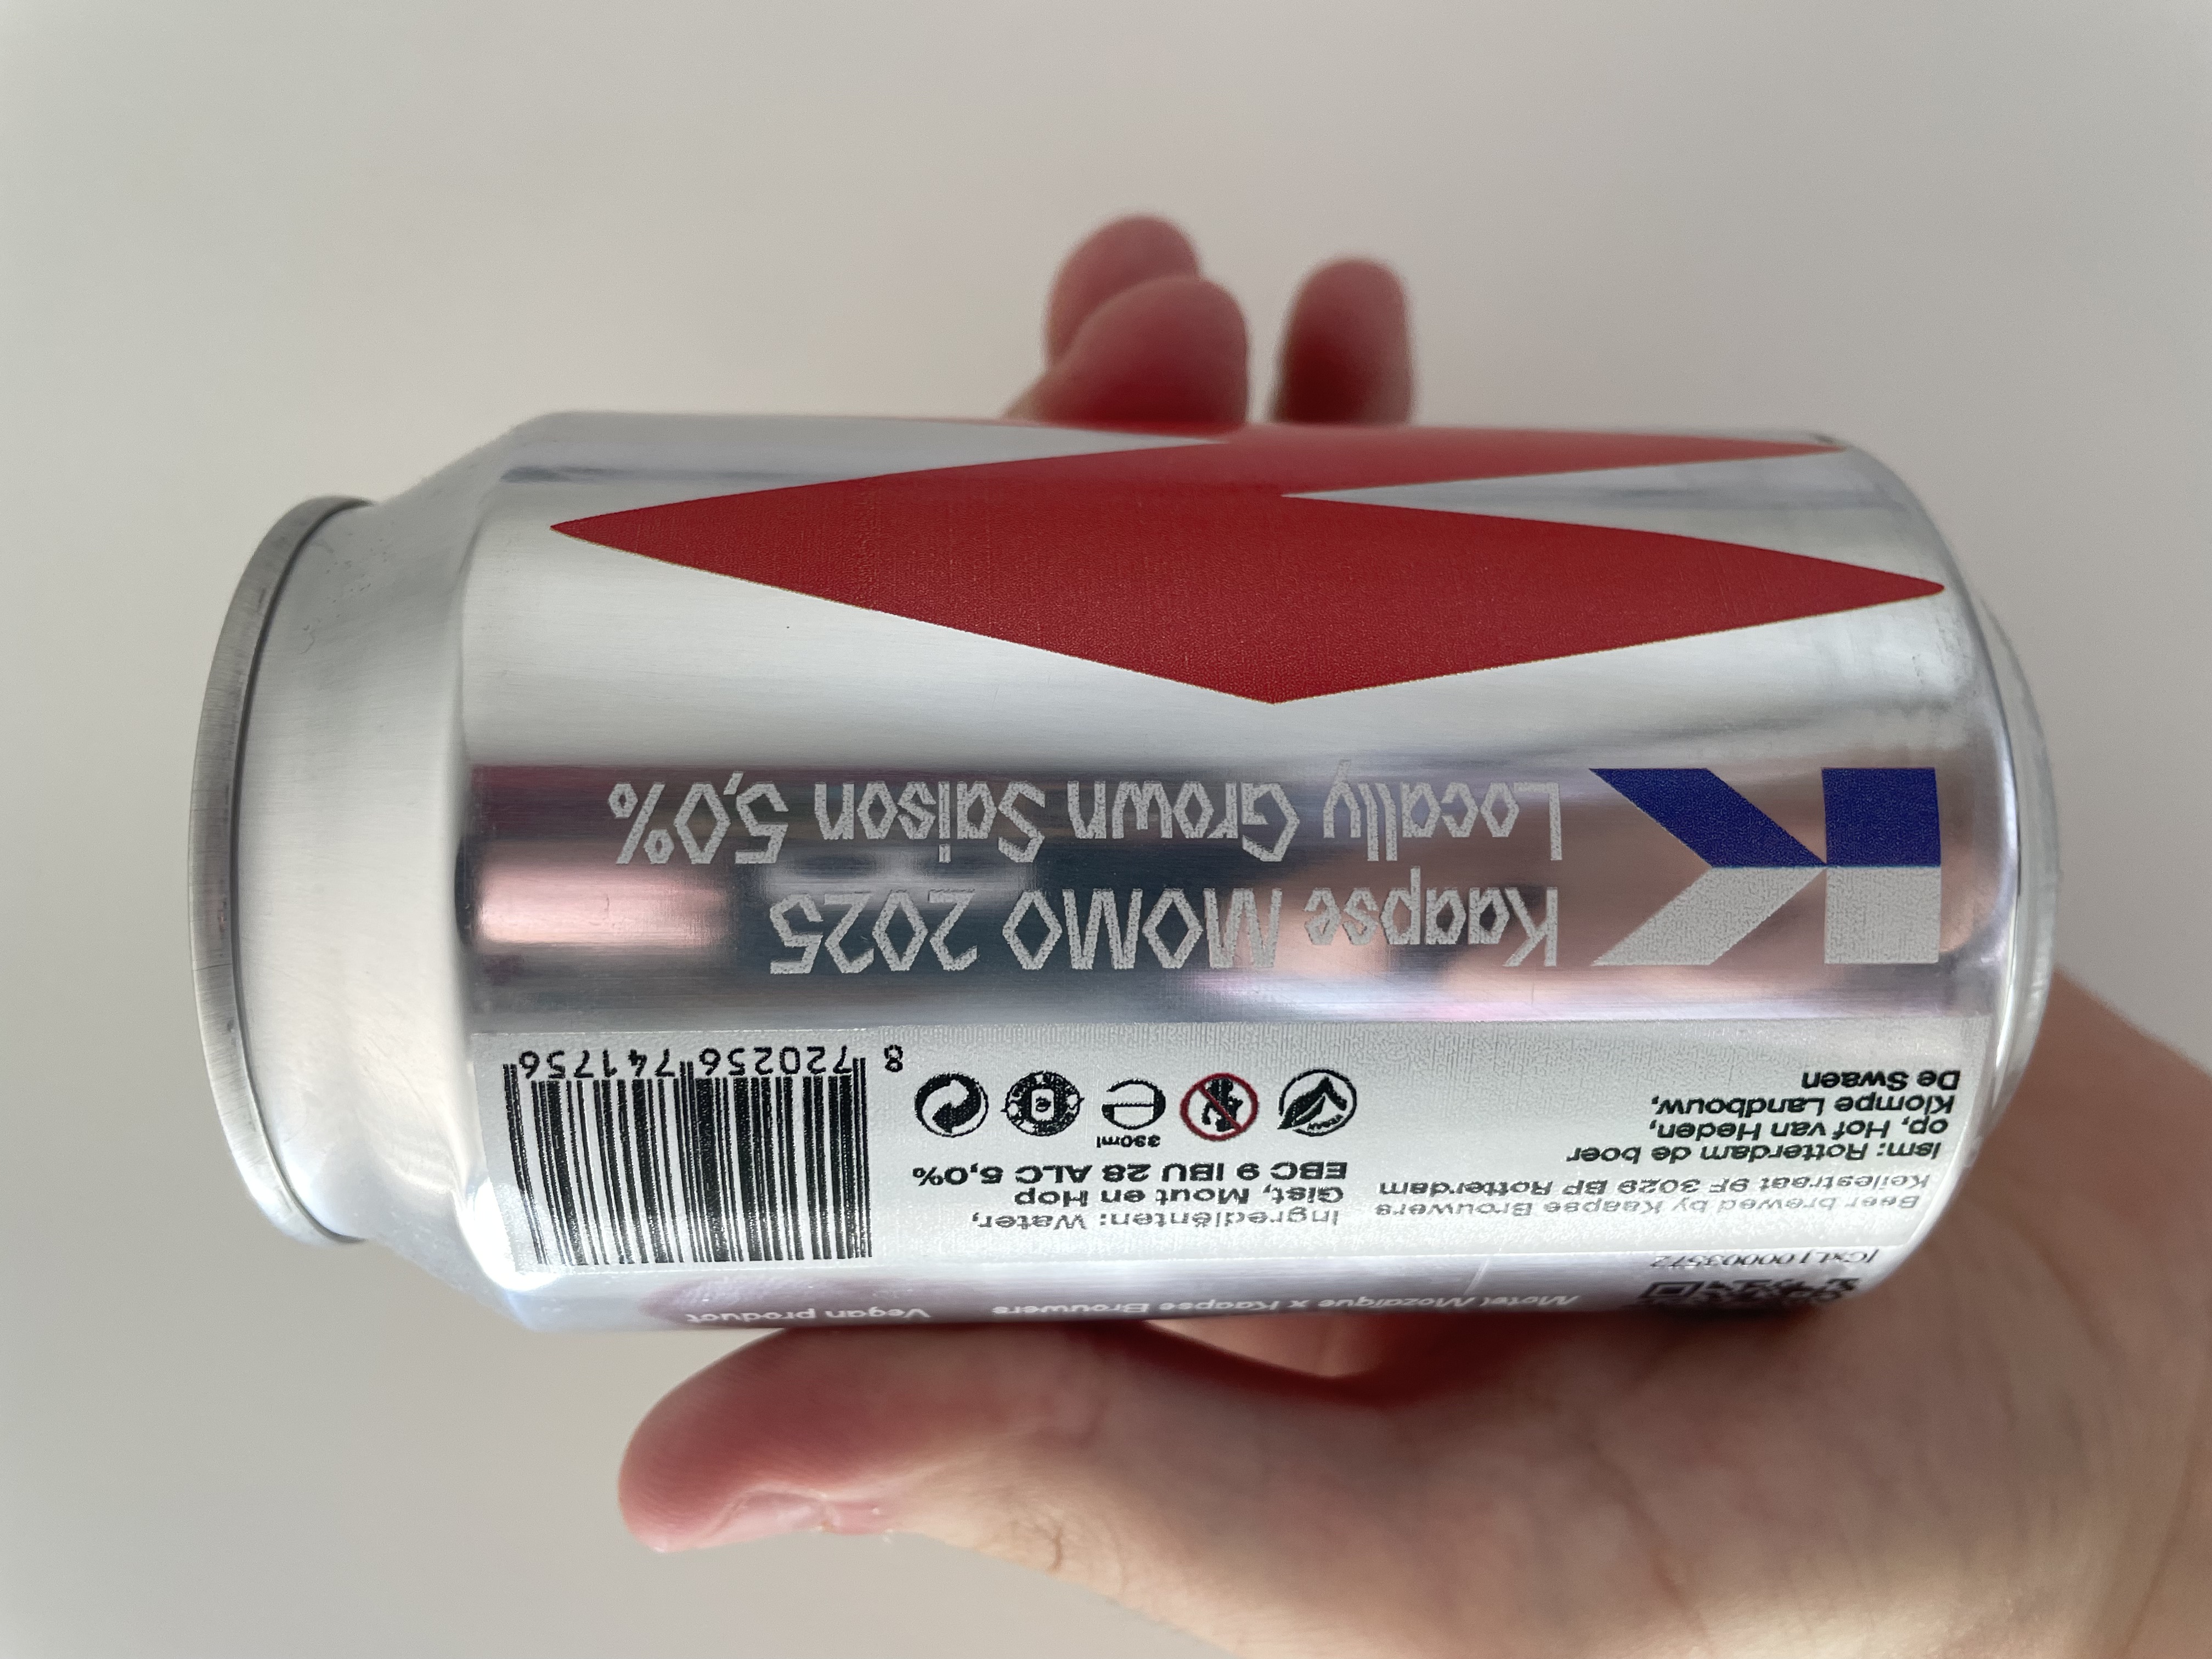 Motel Mozaïque x Kaapse Brouwers Vegan product
JCxL10003572
Beer brewed by Kaapse Brouwers
Keilestraat 9F 3029 BP Rotterdam
Ism: Rotterdam de boer
op, Hof van Heden,
Klompe Landbouw,
De Swaen
Ingrediënten: Water,
Gist, Mout en Hop
EBC 9 IBU 28 ALC 5,0%
330ml
e
8 720256 741756
K
Kaapse MOMO 2025
Locally Grown Saison 5,0%